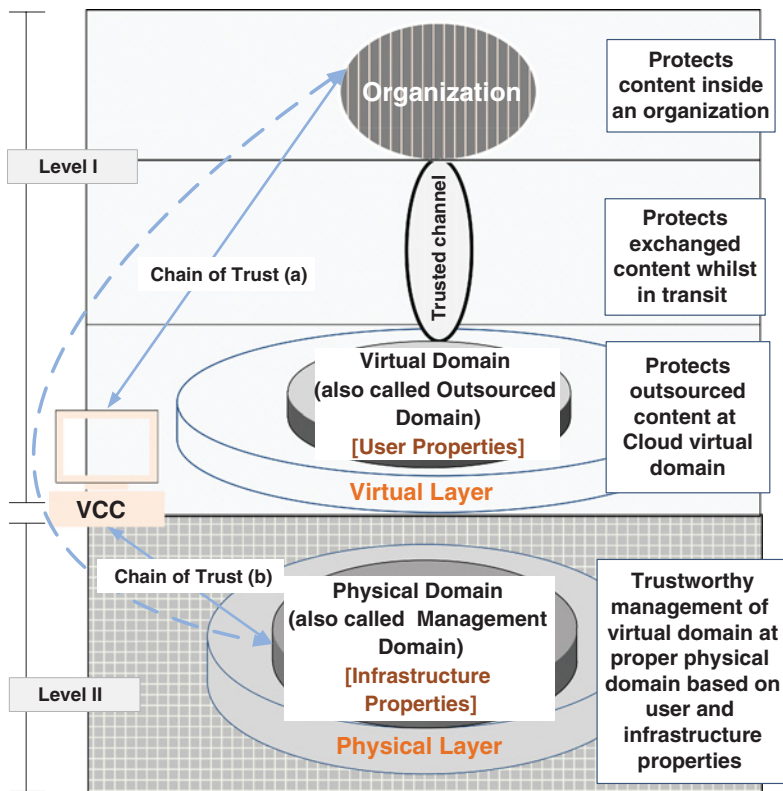 Organization
Protects
content inside
an organization
Level I
Trusted channel
Protects
exchanged
content whilst
in transit
Chain of Trust (a)
Virtual Domain
(also called Outsourced
Domain)
[User Properties]
Virtual Layer
Protects
outsourced
content at
Cloud virtual
domain
VCC
Chain of Trust (b)
Physical Domain
(also called Management
Domain)
[Infrastructure
Properties]
Physical Layer
Trustworthy
management of
virtual domain at
proper physical
domain based on
user and
infrastructure
properties
Level II